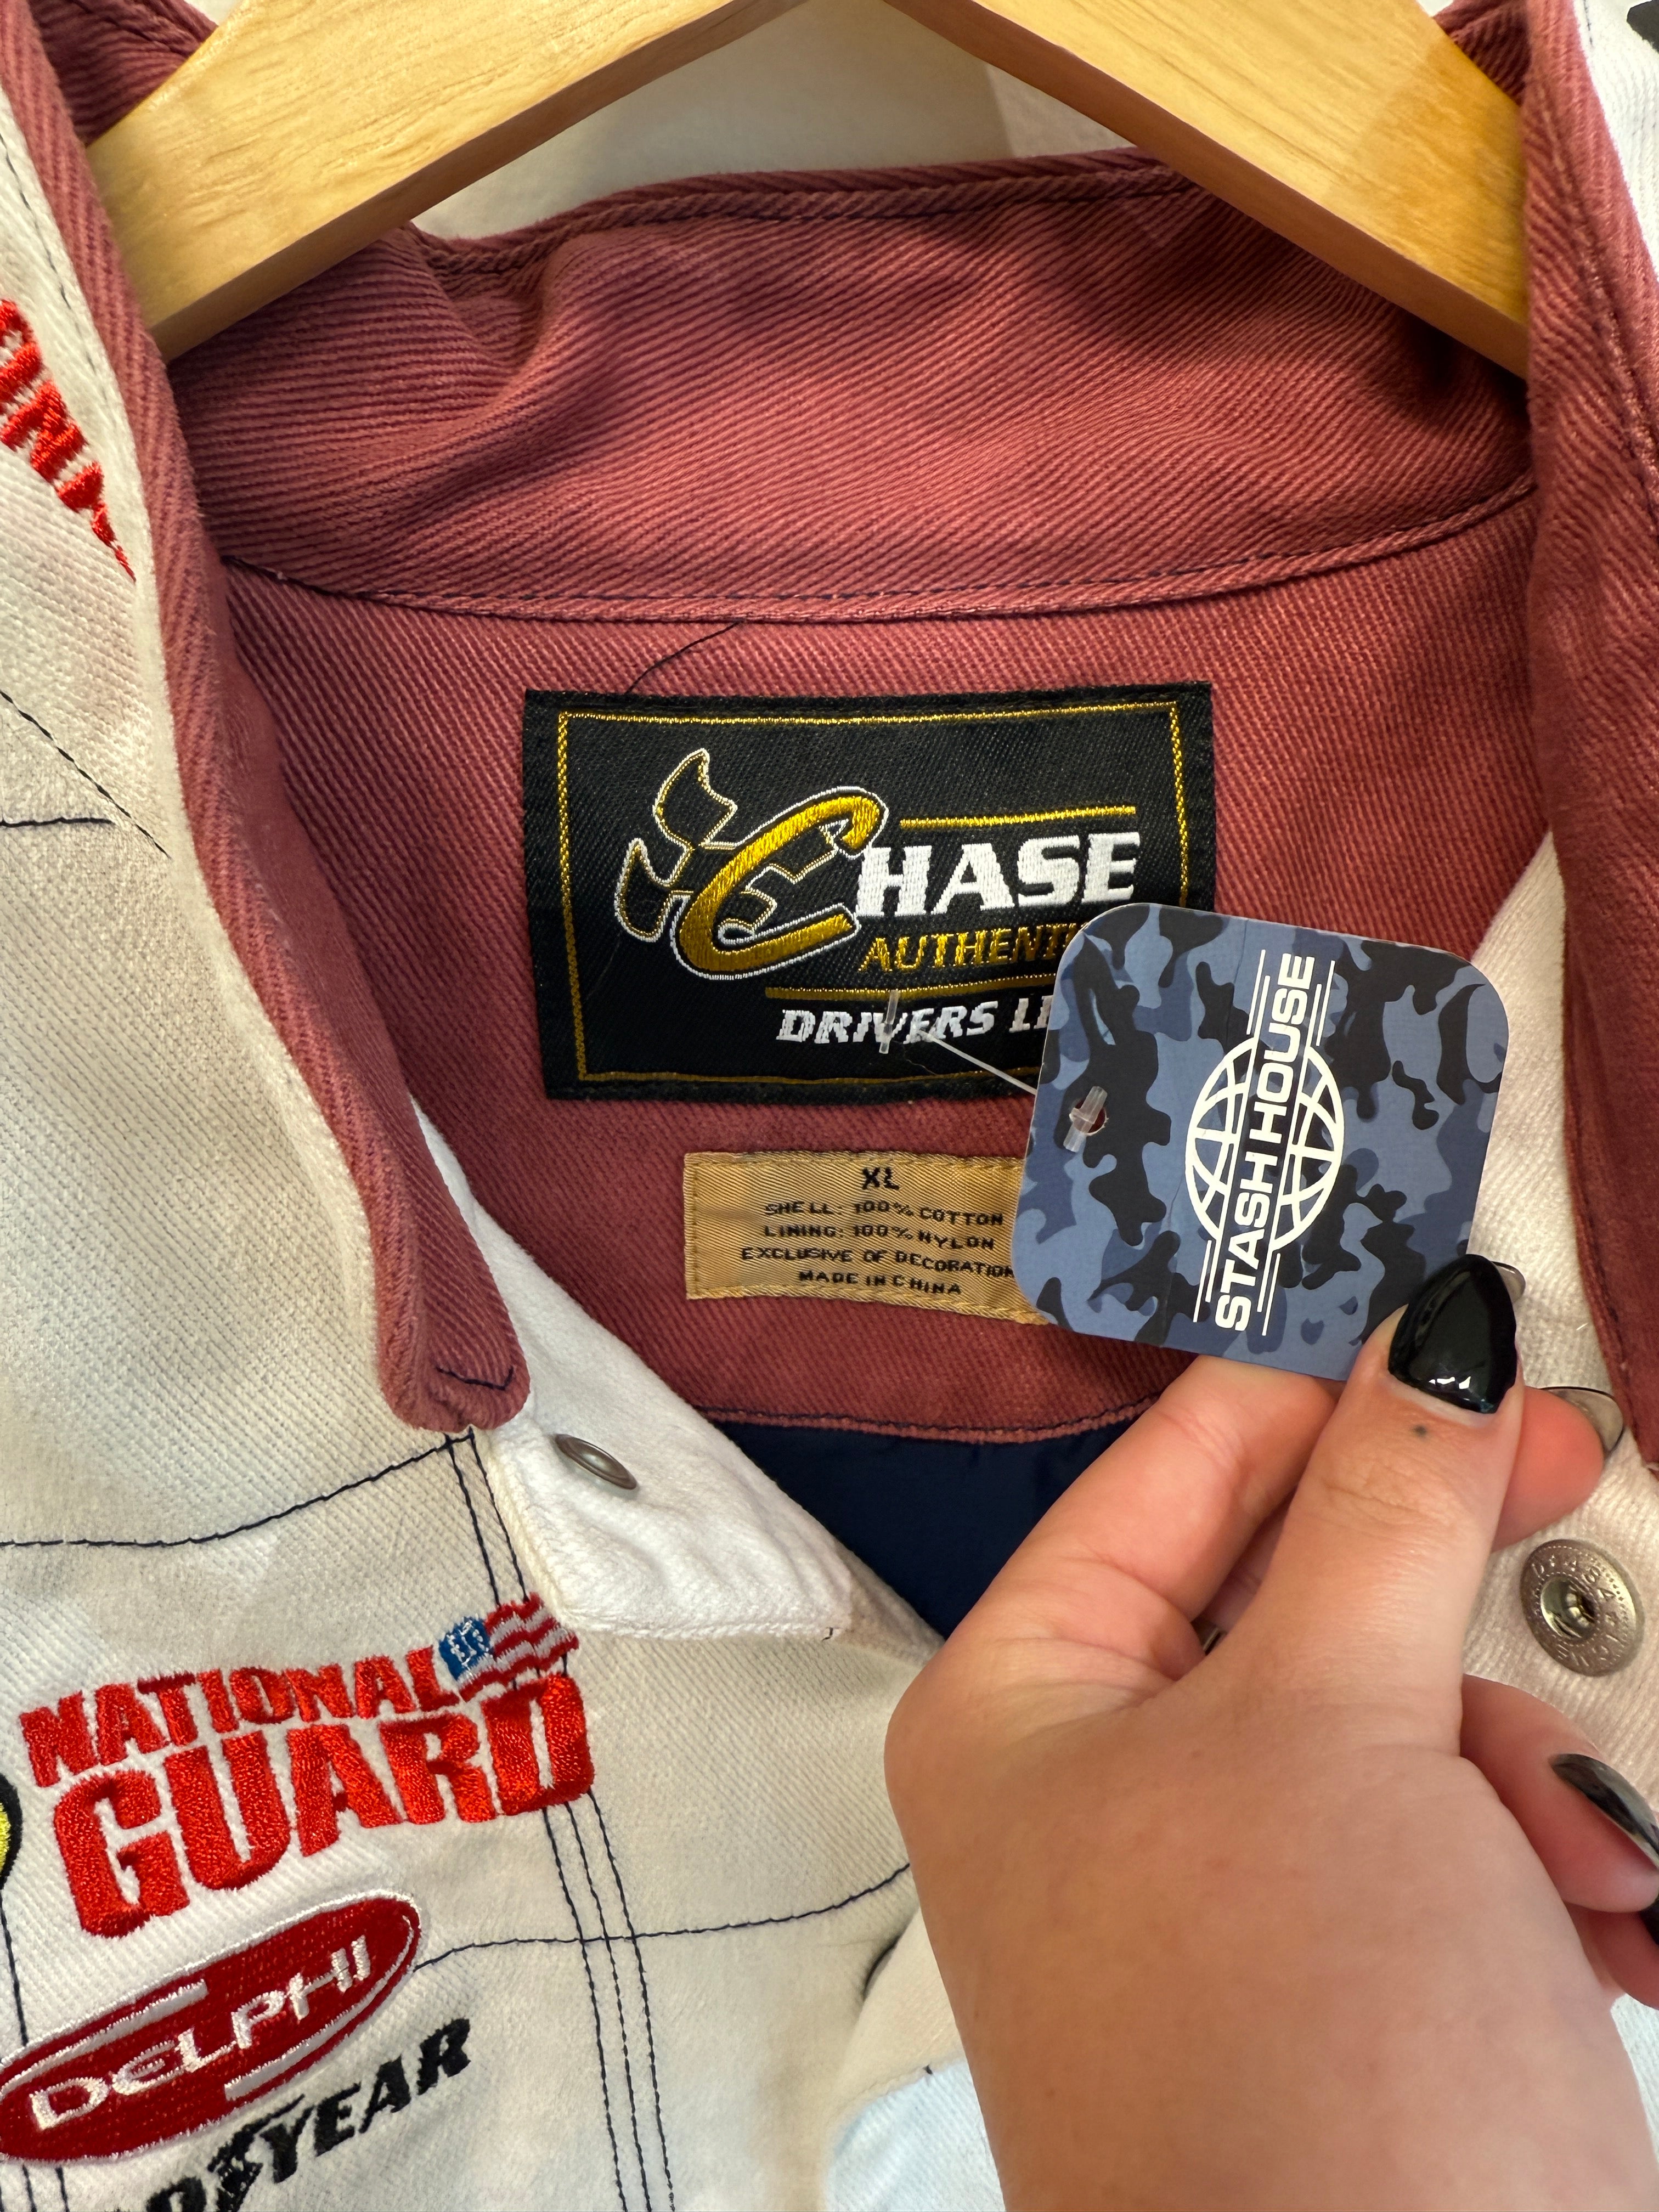 CHASE
AUTHENTI
DRIVERS LI
XL
SHELL: 100% COTTON
LINING: 100% NYLON
EXCLUSIVE OF DECORATION
MADE IN CHINA
STASH HOUSE
NATIONAL
GUARD
DELPHI